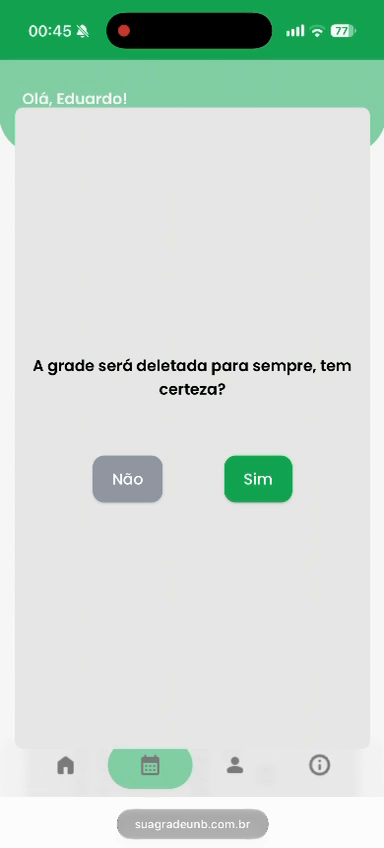 00:45
77
Olá, Eduardo!
A grade será deletada para sempre, tem
certeza?
Não
Sim
suagradeunb.com.br